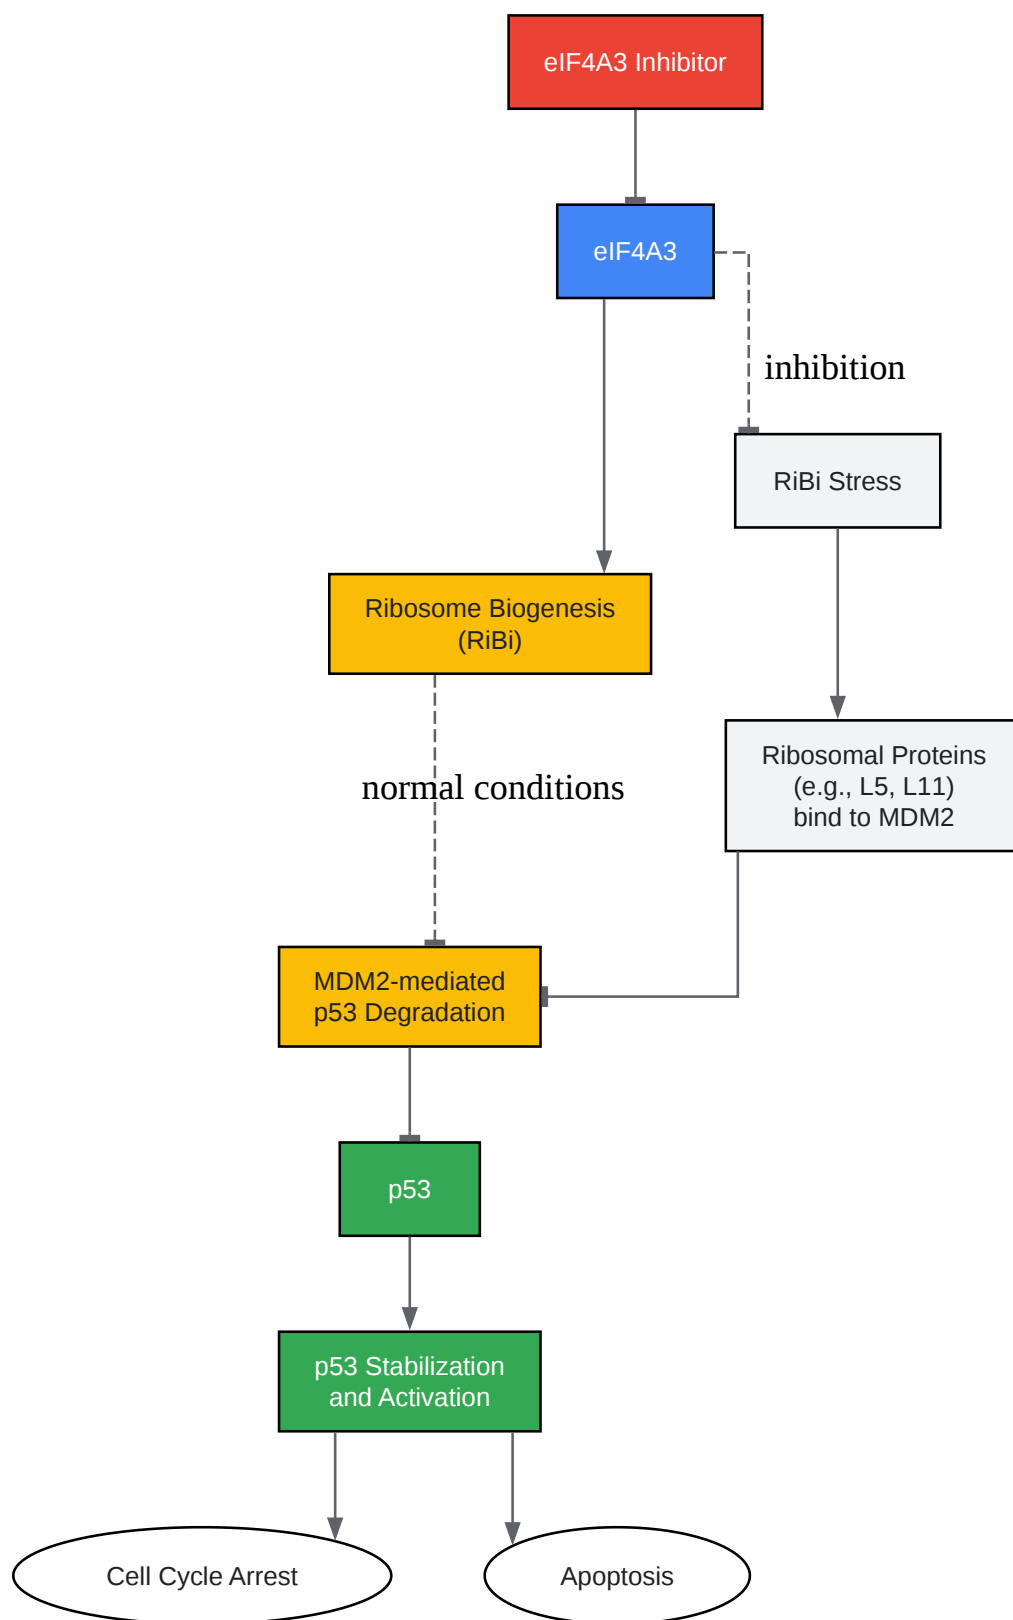 eIF4A3 Inhibitor
eIF4A3
inhibition
RiBi Stress
Ribosome Biogenesis
(RiBi)
Ribosomal Proteins
(e.g., L5, L11)
bind to MDM2
normal conditions
MDM2-mediated
p53 Degradation
p53
p53 Stabilization
and Activation
Cell Cycle Arrest
Apoptosis